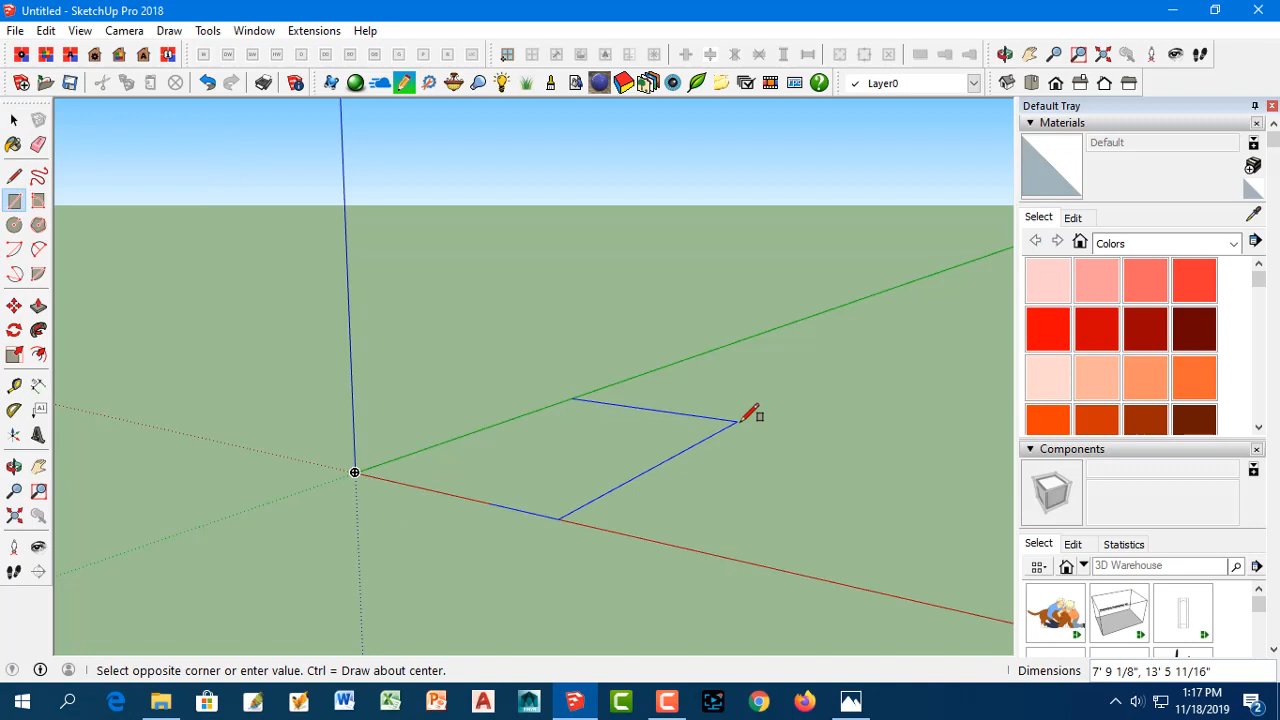 Untitled - SketchUp Pro 2018
File Edit View Camera Draw Tools Window Extensions Help
Layer0
Default Tray
Materials
Default
Select Edit
Colors
Components
Select Edit Statistics
3D Warehouse
Select opposite corner or enter value. Ctrl = Draw about center.
Dimensions 7' 9 1/8", 13' 5 11/16"
1:17 PM
11/18/2019
2